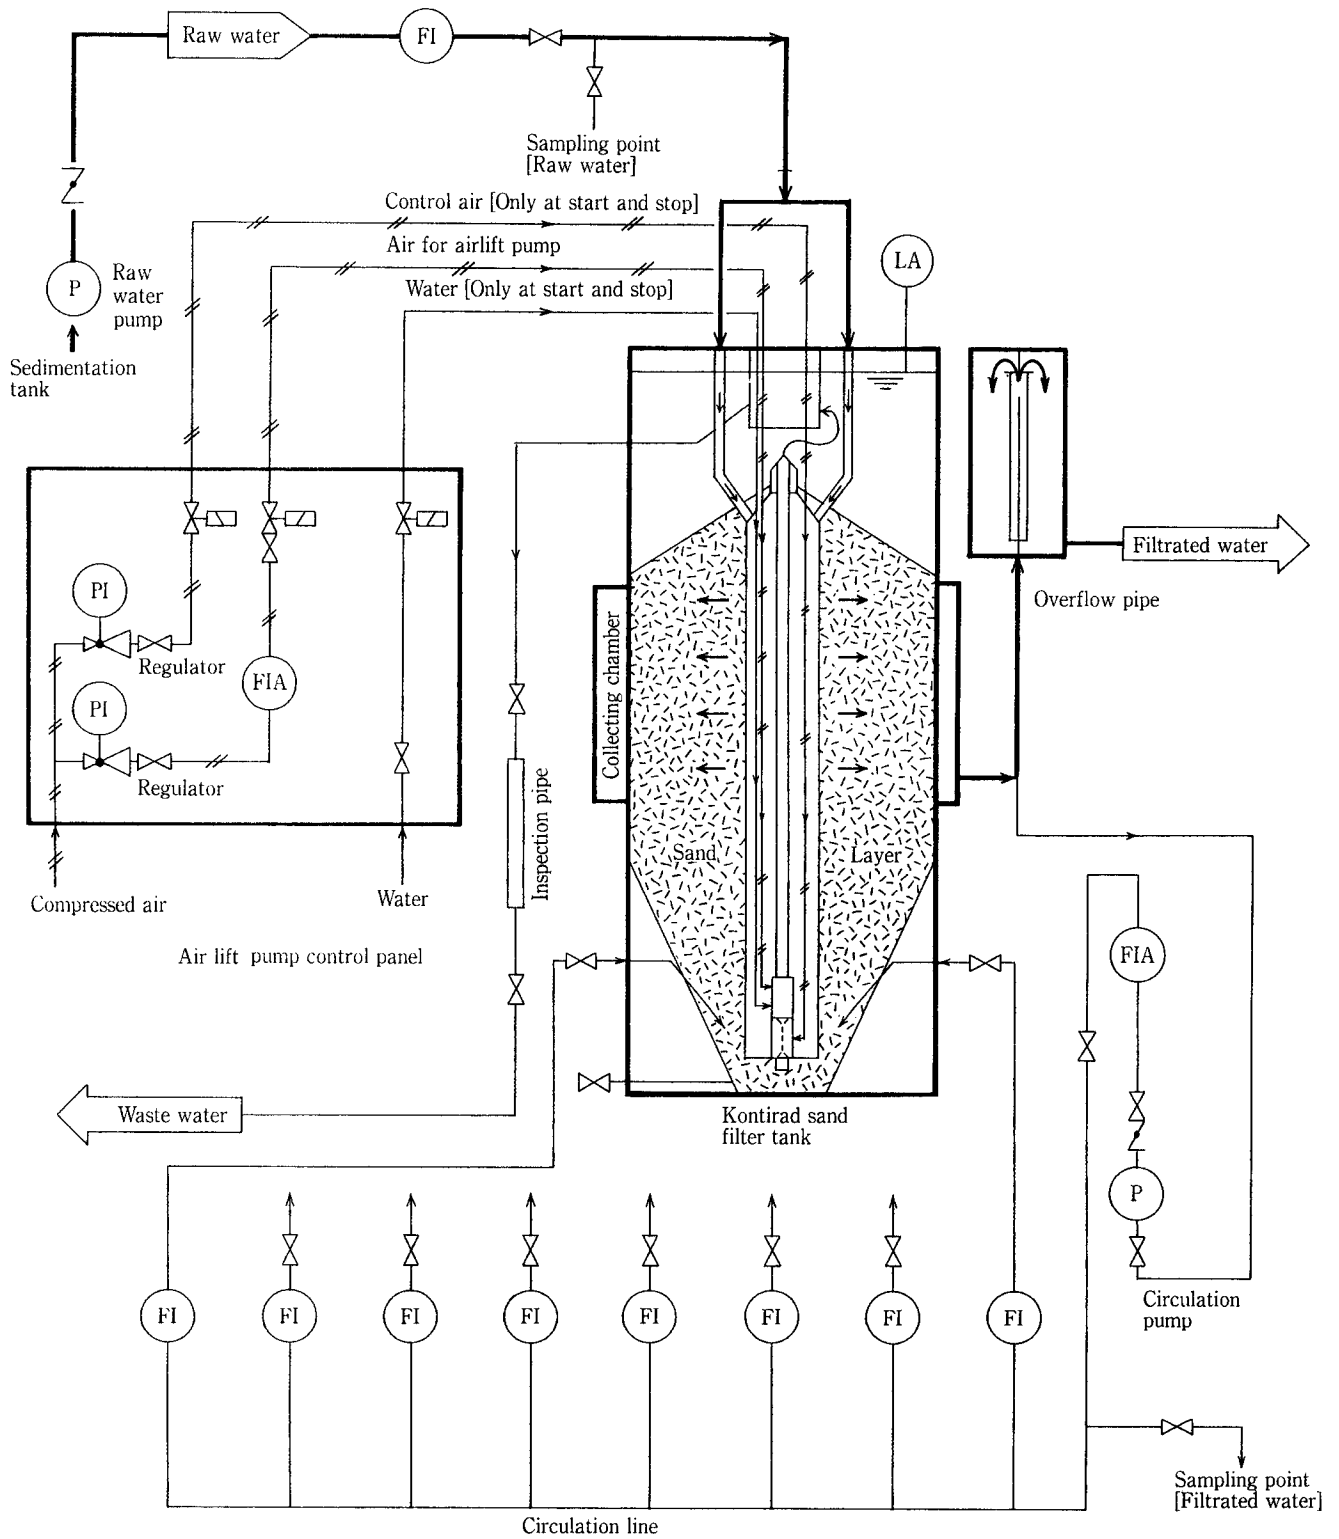 Raw water
FI
Sampling point
[Raw water]
Control air [Only at start and stop]
Air for airlift pump
Water [Only at start and stop]
LA
P
Raw
water
pump
Sedimentation
tank
PI
Regulator
FIA
PI
Regulator
Compressed air
Water
Air lift pump control panel
Inspection pipe
Collecting chamber
Sand
Layer
Filtrated water
Overflow pipe
FIA
Waste water
Kontirad sand
filter tank
P
Circulation
pump
FI
FI
FI
FI
FI
FI
FI
FI
Sampling point
[Filtrated water]
Circulation line